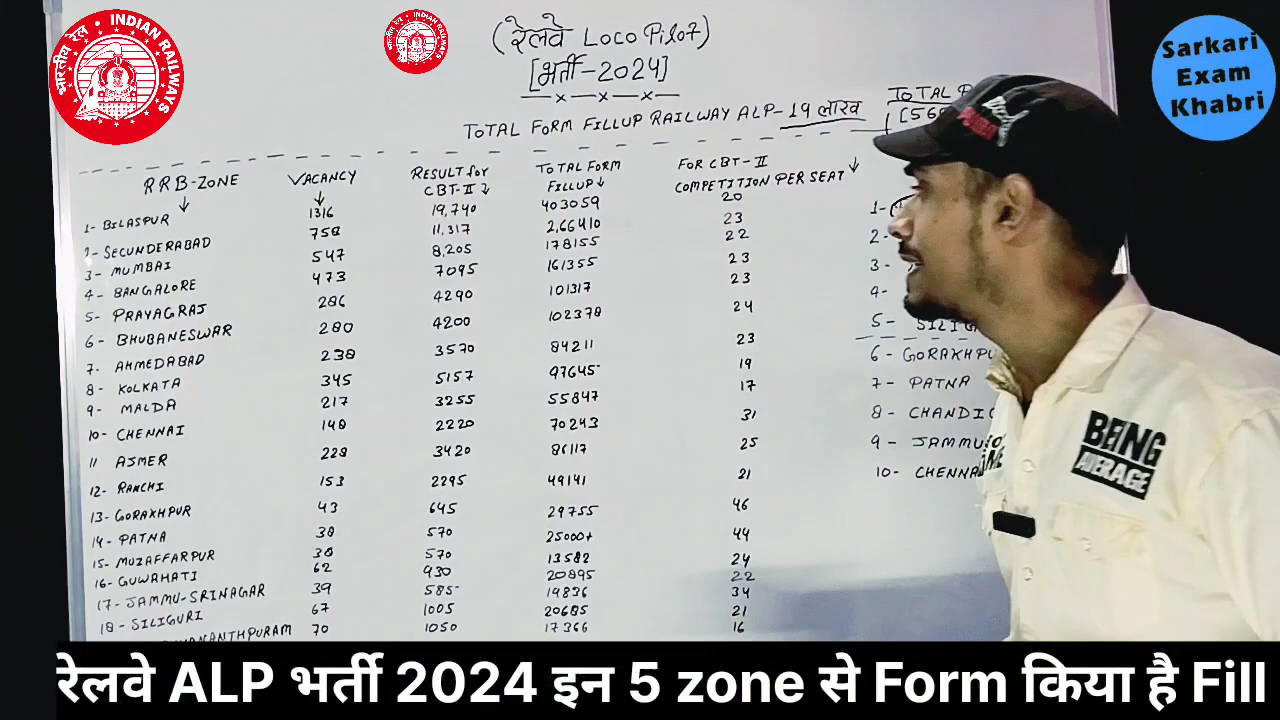 भारतीय रेल • INDIAN RAILWAYS
Sarkari
Exam
Khabri
(रेलवे LOCO Pilot)
[भर्ती-2024]
TOTAL FORM FILLUP RAILWAY ALP - 19 लाख
TOTAL
[56
RRB-ZONE VACANCY RESULT for CBT-II TOTAL FORM FILLUP FOR CBT-II COMPETITION PER SEAT
1- BILASPUR 1316 19,740 403059 20
2- SECUNDERABAD 758 11,317 2,66410 23
3- MUMBAI 547 8,205 178155 22
4- BANGALORE 473 7095 161355 23
5- PRAYAGRAJ 286 4290 101317 23
6- BHUBANESWAR 280 4200 102378 24
7- AHMEDABAD 238 3570 84211 23
8- KOLKATA 345 5157 97645 19
9- MALDA 217 3255 55847 17
10- CHENNAI 148 2220 70243 31
11 AJMER 228 3420 86117 25
12- RANCHI 153 2295 49141 21
13- GORAKHPUR 43 645 29755 46
14- PATNA 38 570 25000+ 44
15- MUZAFFARPUR 38 570 13582 24
16- GUWAHATI 62 930 20895 22
17- JAMMU-SRINAGAR 39 585 19836 34
18- SILIGURI 67 1005 20685 21
ANANTHPURAM 70 1050 17366 16
1-
2-
3-
4-
5- SILIG
6- GORAKHPU
7- PATNA
8- CHANDIG
9- JAMMU
10- CHENNA
BEING
AVERAGE
रेलवे ALP भर्ती 2024 इन 5 zone से Form किया है Fill